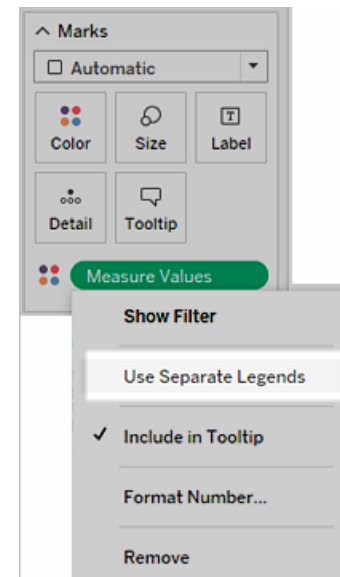 Marks
Automatic
Color Size Label
Detail Tooltip
Measure Values
Show Filter
Use Separate Legends
Include in Tooltip
Format Number...
Remove